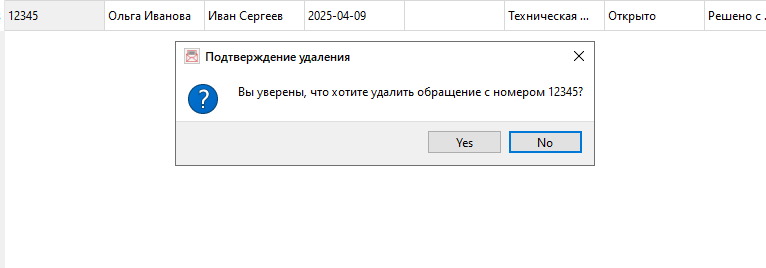 12345 Ольга Иванова Иван Сергеев 2025-04-09 Техническая ... Открыто Решено с .
Подтверждение удаления
Вы уверены, что хотите удалить обращение с номером 12345?
Yes No